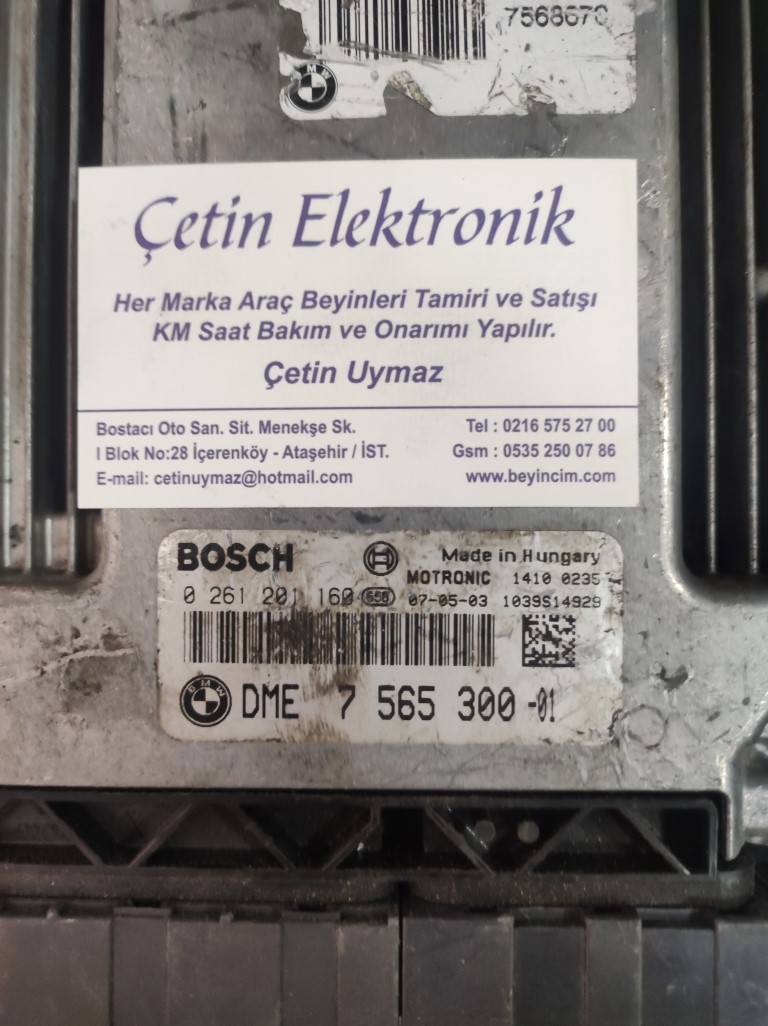 BMW
Çetin Elektronik
Her Marka Araç Beyinleri Tamiri ve Satışı
KM Saat Bakım ve Onarımı Yapılır.
Çetin Uymaz
Bostacı Oto San. Sit. Menekşe Sk.
I Blok No:28 İçerenköy - Ataşehir / İST.
E-mail: cetinuymaz@hotmail.com
Tel : 0216 575 27 00
Gsm : 0535 250 0786
www.beyincim.com
BOSCH
Made in Hungary
MOTRONIC 1410 0235
0 261 201 160 07-05-03 1039S14929
BMW DME 7 565 300 -01